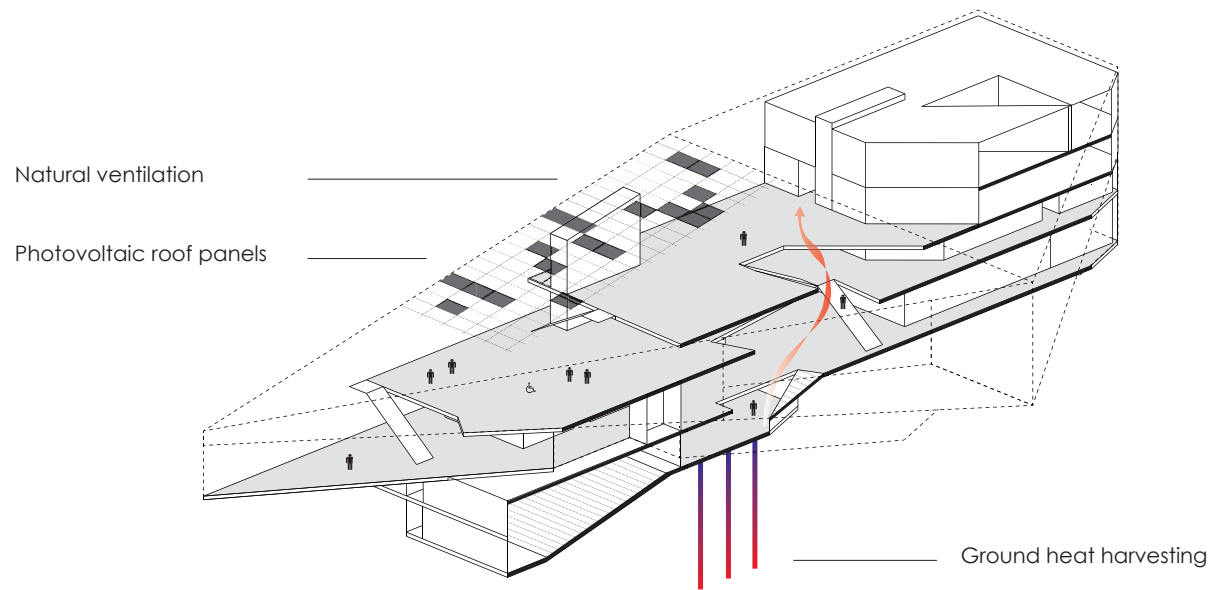 Natural ventilation
Photovoltaic roof panels
Ground heat harvesting